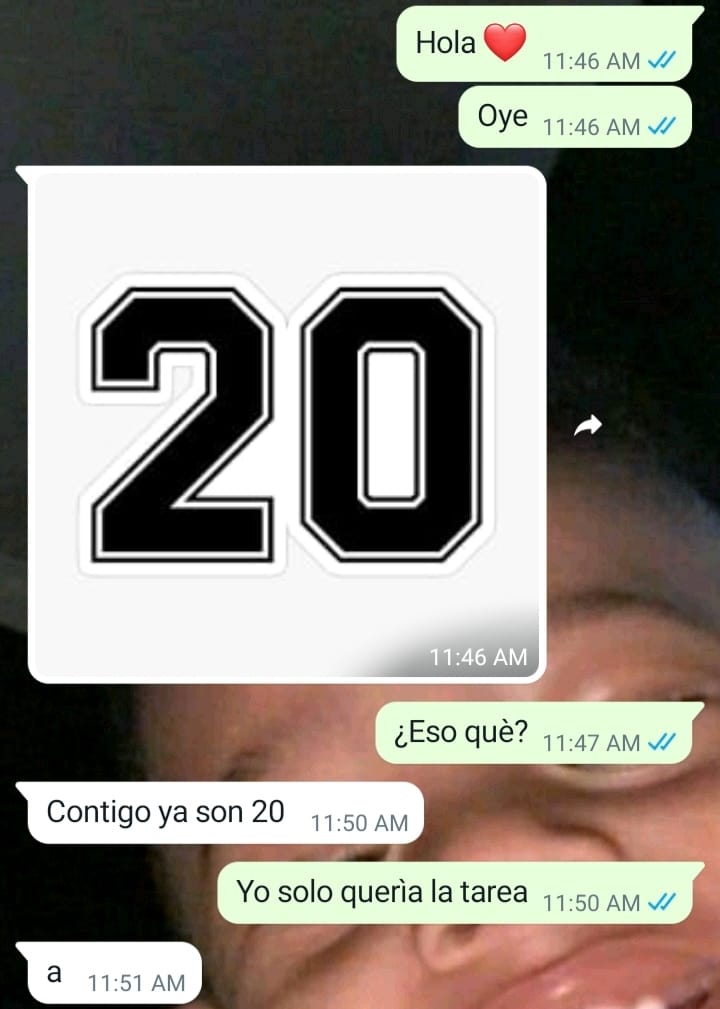 Hola ❤️ 11:46 AM
Oye 11:46 AM
20
11:46 AM
¿Eso què? 11:47 AM
Contigo ya son 20 11:50 AM
Yo solo querìa la tarea 11:50 AM
a 11:51 AM